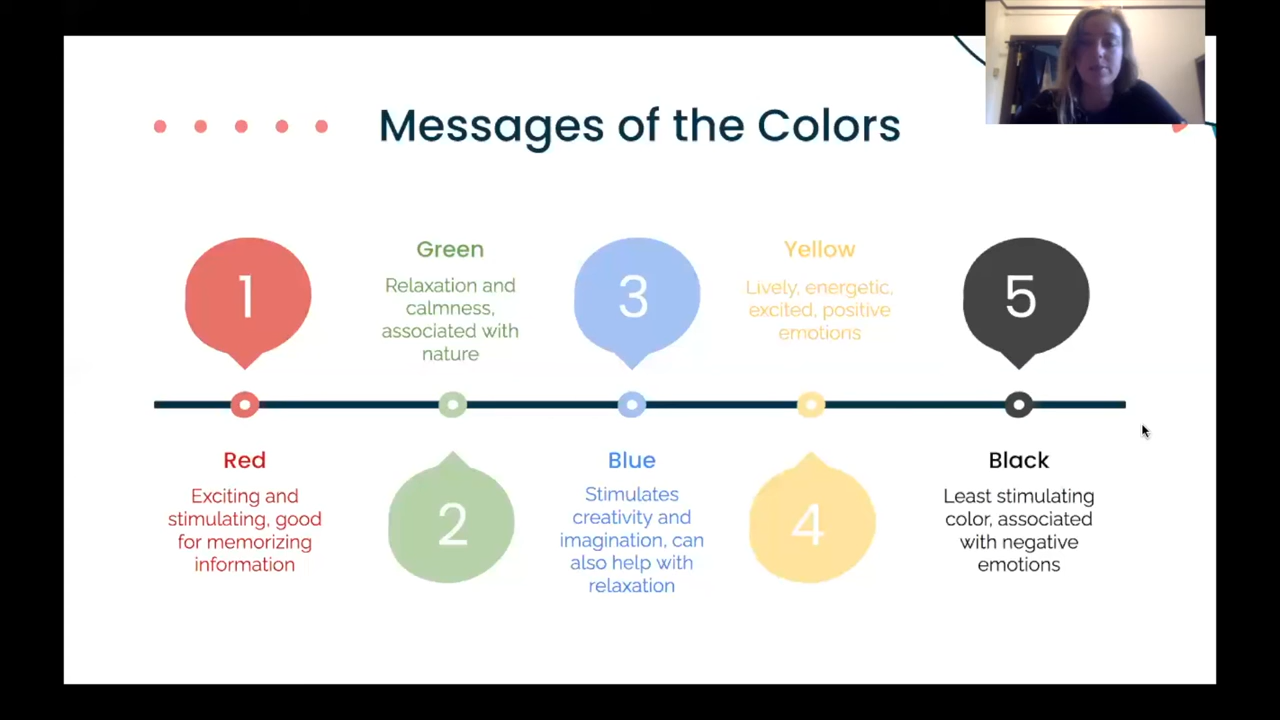 Messages of the Colors
1
Red
Exciting and
stimulating, good
for memorizing
information
Green
Relaxation and
calmness,
associated with
nature
2
3
Blue
Stimulates
creativity and
imagination, can
also help with
relaxation
Yellow
Lively, energetic,
excited, positive
emotions
4
5
Black
Least stimulating
color, associated
with negative
emotions